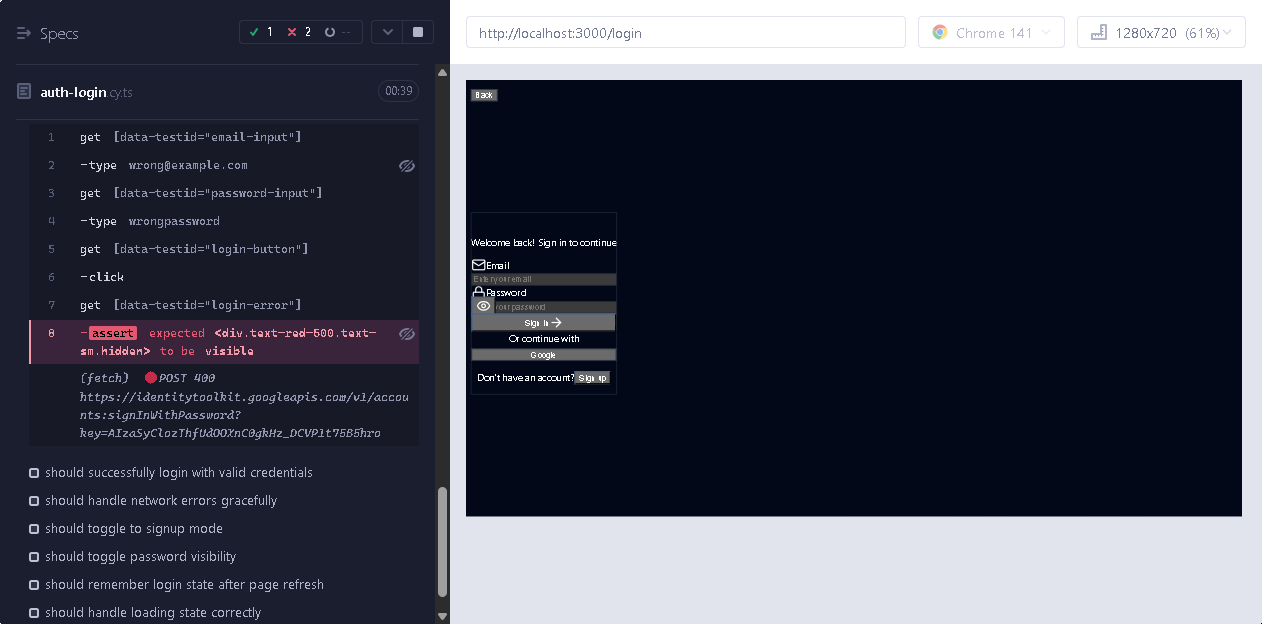 Specs
1
2
--
auth-login.cy.ts
00:39
1 get [data-testid="email-input"]
2 -type wrong@example.com
3 get [data-testid="password-input"]
4 -type wrongpassword
5 get [data-testid="login-button"]
6 -click
7 get [data-testid="login-error"]
8 -assert expected <div.text-red-500.text-
sm.hidden> to be visible
(fetch) POST 400
https://identitytoolkit.googleapis.com/v1/accou
nts:signInWithPassword?
should successfully login with valid credentials
should handle network errors gracefully
should toggle to signup mode
should toggle password visibility
should remember login state after page refresh
should handle loading state correctly
http://localhost:3000/login
Chrome 141
1280x720 (61%)
Back
Welcome back! Sign in to continue
Email
Enter your email
Password
your password
Sign In
Or continue with
Google
Don't have an account? Sign up